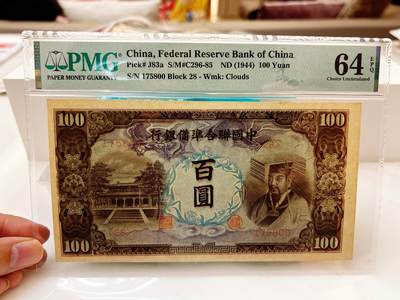 PMG
PAPER MONEY GUARANTY
China, Federal Reserve Bank of China
Pick# J83a S/M#C296-85 ND (1944) 100 Yuan
S/N 175800 Block 28 - Wmk: Clouds
64 EPQ
Choice Uncirculated
100 100
行銀備準合聯國中
百圓
175800
100 100